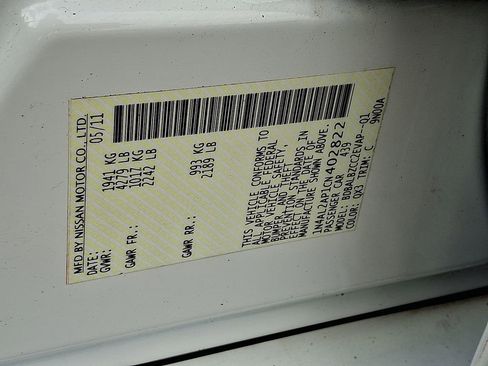 MFD BY NISSAN MOTOR CO., LTD.
DATE: 05/11
GVWR: 1941 KG
4279 LB
GAWR FR.: 1017 KG
2242 LB
GAWR RR.: 993 KG
2189 LB
THIS VEHICLE CONFORMS TO
ALL APPLICABLE FEDERAL
MOTOR VEHICLE SAFETY,
BUMPER, AND THEFT
PREVENTION STANDARDS IN
EFFECT ON THE DATE OF
MANUFACTURE SHOWN ABOVE.
PASSENGER CAR 439
COLOR: QX3 TRIM: C 9N00A